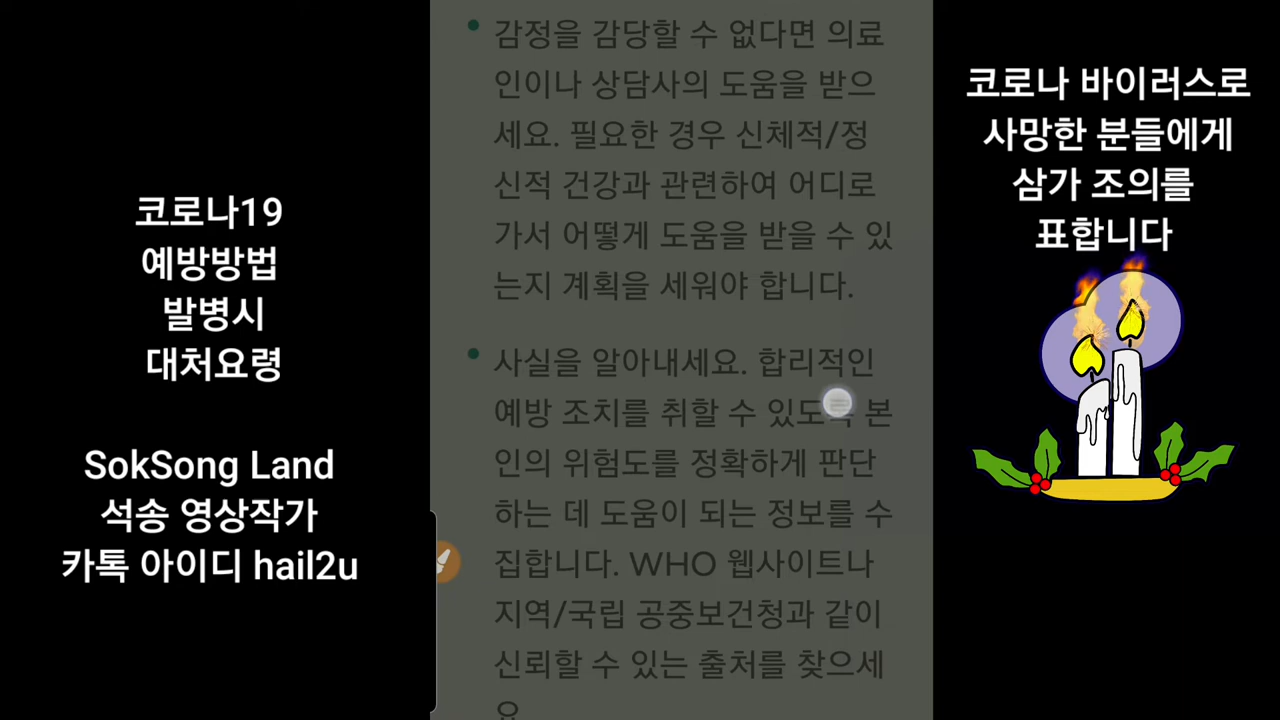 코로나19
예방방법
발병시
대처요령
SokSong Land
석송 영상작가
카톡 아이디 hail2u
감정을 감당할 수 없다면 의료
인이나 상담사의 도움을 받으
세요. 필요한 경우 신체적/정
신적 건강과 관련하여 어디로
가서 어떻게 도움을 받을 수 있
는지 계획을 세워야 합니다.
사실을 알아내세요. 합리적인
예방 조치를 취할 수 있도록 본
인의 위험도를 정확하게 판단
하는 데 도움이 되는 정보를 수
집합니다. WHO 웹사이트나
지역/국립 공중보건청과 같이
신뢰할 수 있는 출처를 찾으세
요
코로나 바이러스로
사망한 분들에게
삼가 조의를
표합니다